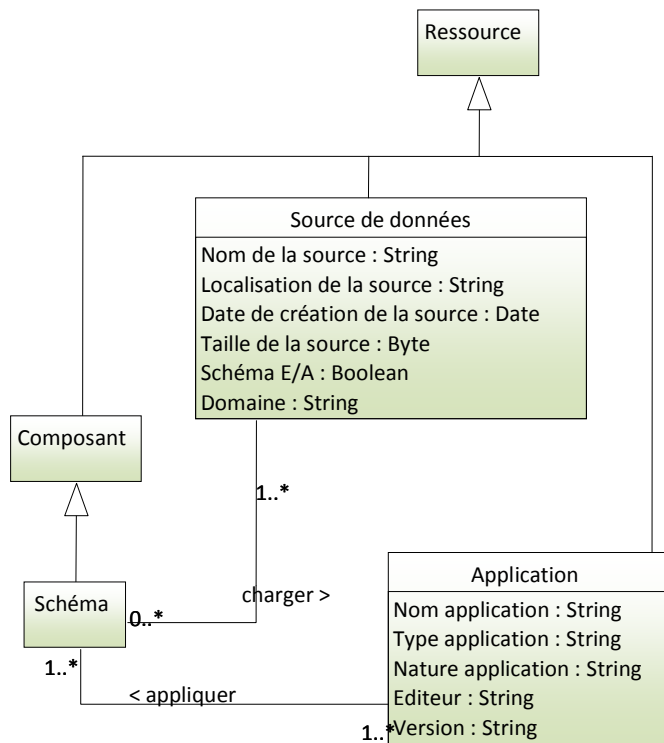 Ressource
Source de données
Nom de la source : String
Localisation de la source : String
Date de création de la source : Date
Taille de la source : Byte
Schéma E/A : Boolean
Domaine : String
Composant
1..*
Schéma
0..*
charger >
1..*
< appliquer
1..*
Application
Nom application : String
Type application : String
Nature application : String
Editeur : String
Version : String